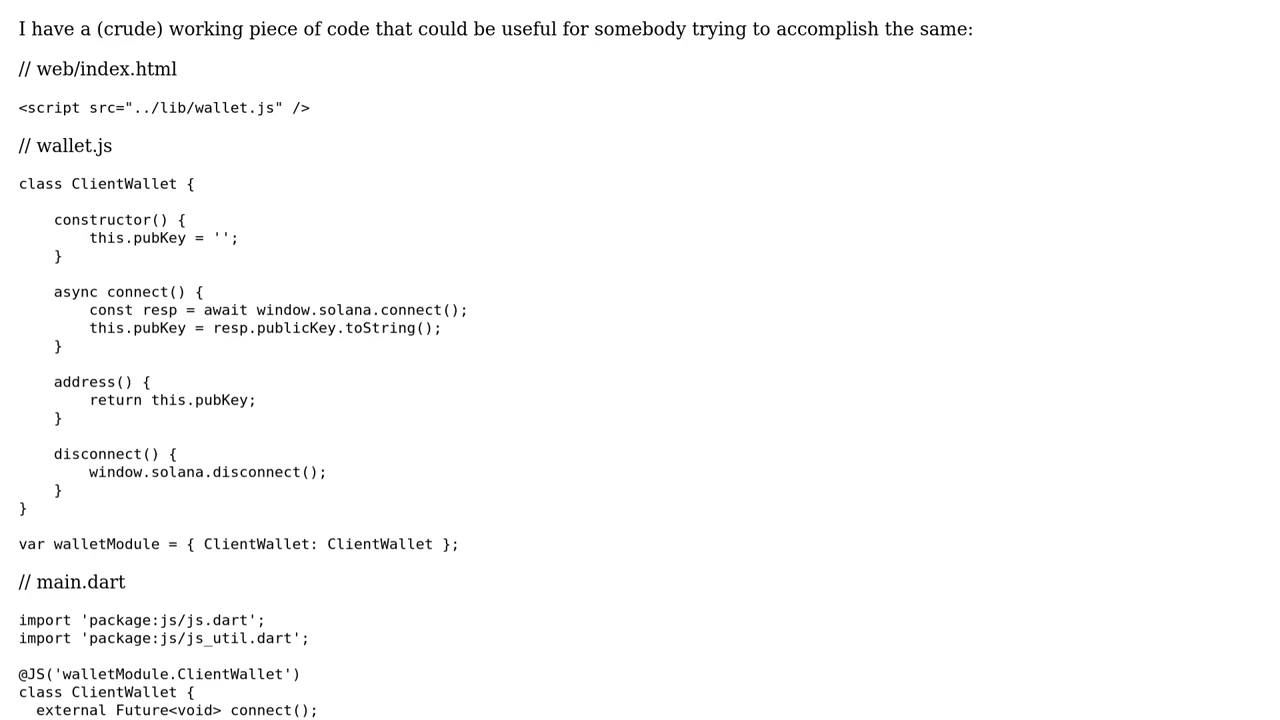 I have a (crude) working piece of code that could be useful for somebody trying to accomplish the same:
// web/index.html
<script src="../lib/wallet.js" />
// wallet.js
class ClientWallet {
    constructor() {
        this.pubKey = '';
    }
    async connect() {
        const resp = await window.solana.connect();
        this.pubKey = resp.publicKey.toString();
    }
    address() {
        return this.pubKey;
    }
    disconnect() {
        window.solana.disconnect();
    }
}
var walletModule = { ClientWallet: ClientWallet };
// main.dart
import 'package:js/js.dart';
import 'package:js/js_util.dart';
@JS('walletModule.ClientWallet')
class ClientWallet {
  external Future<void> connect();